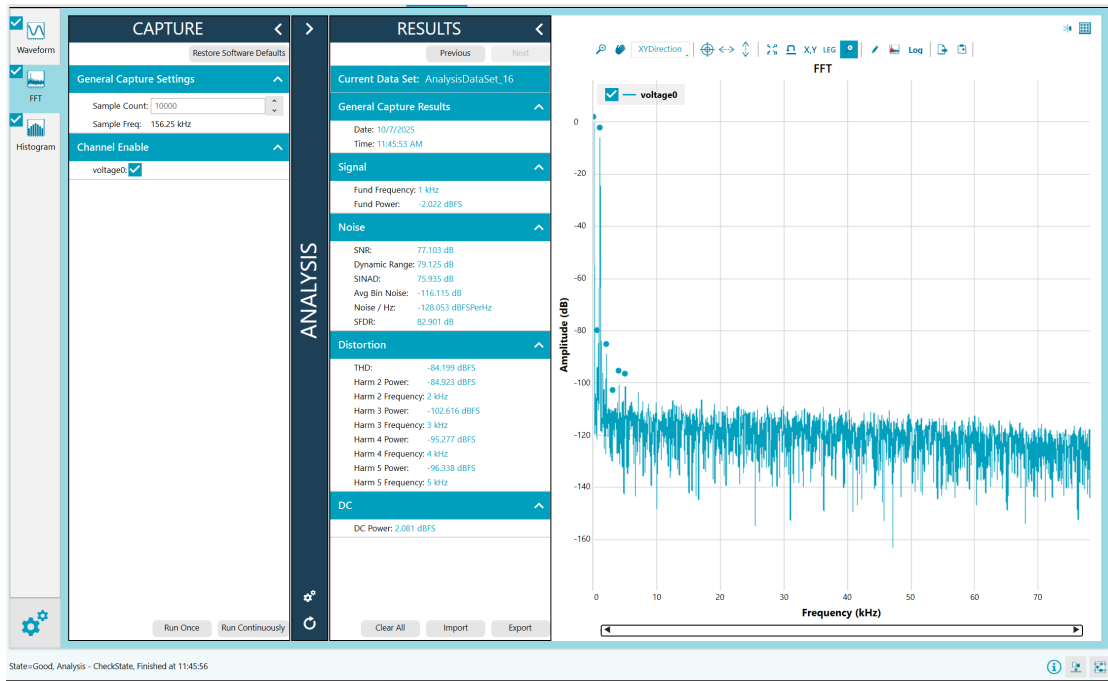 Waveform
FFT
Histogram
CAPTURE
Restore Software Defaults
General Capture Settings
Sample Count: 10000
Sample Freq: 156.25 kHz
Channel Enable
voltage0:
Run Once Run Continuously
ANALYSIS
RESULTS
Previous Next
Current Data Set: AnalysisDataSet_16
General Capture Results
Date: 10/7/2025
Time: 11:45:53 AM
Signal
Fund Frequency: 1 kHz
Fund Power: -2.022 dBFS
Noise
SNR: 77.103 dB
Dynamic Range: 79.125 dB
SINAD: 75.935 dB
Avg Bin Noise: -116.115 dB
Noise / Hz: -128.053 dBFSPerHz
SFDR: 82.901 dB
Distortion
THD: -84.199 dBFS
Harm 2 Power: -84.923 dBFS
Harm 2 Frequency: 2 kHz
Harm 3 Power: -102.616 dBFS
Harm 3 Frequency: 3 kHz
Harm 4 Power: -95.277 dBFS
Harm 4 Frequency: 4 kHz
Harm 5 Power: -96.338 dBFS
Harm 5 Frequency: 5 kHz
DC
DC Power: 2.081 dBFS
Clear All Import Export
XYDirection X,Y LEG Log
FFT
voltage0
0
-20
-40
-60
-80
-100
-120
-140
-160
Amplitude (dB)
0 10 20 30 40 50 60 70
Frequency (kHz)
State=Good, Analysis - CheckState, Finished at 11:45:56